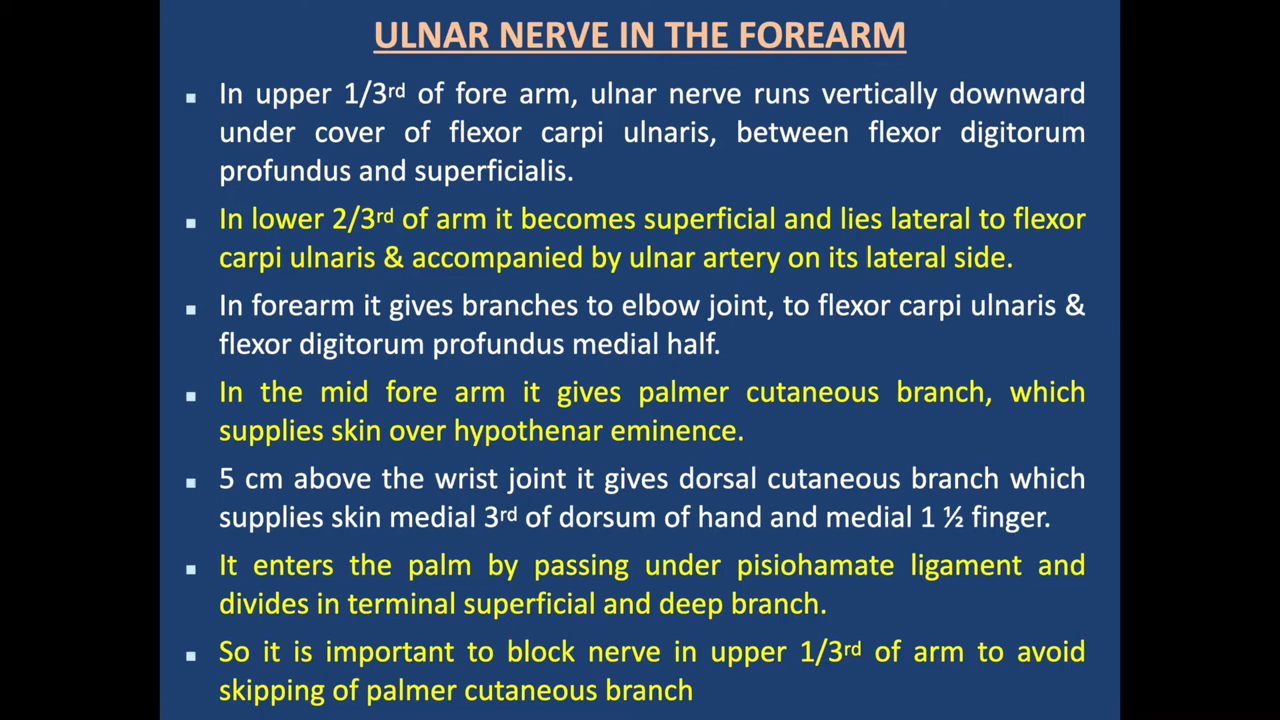 ULNAR NERVE IN THE FOREARM
▪ In upper 1/3rd of fore arm, ulnar nerve runs vertically downward
under cover of flexor carpi ulnaris, between flexor digitorum
profundus and superficialis.
▪ In lower 2/3rd of arm it becomes superficial and lies lateral to flexor
carpi ulnaris & accompanied by ulnar artery on its lateral side.
▪ In forearm it gives branches to elbow joint, to flexor carpi ulnaris &
flexor digitorum profundus medial half.
▪ In the mid fore arm it gives palmer cutaneous branch, which
supplies skin over hypothenar eminence.
▪ 5 cm above the wrist joint it gives dorsal cutaneous branch which
supplies skin medial 3rd of dorsum of hand and medial 1 ½ finger.
▪ It enters the palm by passing under pisiohamate ligament and
divides in terminal superficial and deep branch.
▪ So it is important to block nerve in upper 1/3rd of arm to avoid
skipping of palmer cutaneous branch